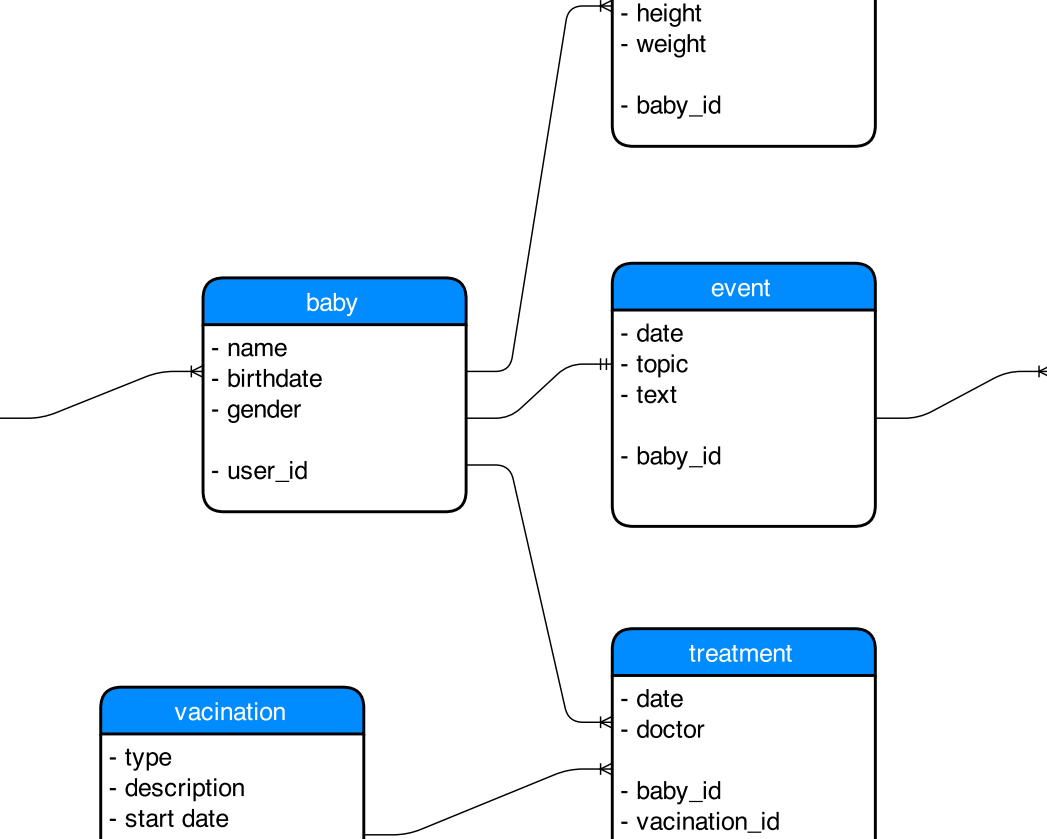 - height
- weight
- baby_id
baby
- name
- birthdate
- gender
- user_id
event
- date
- topic
- text
- baby_id
vacination
- type
- description
- start date
treatment
- date
- doctor
- baby_id
- vacination_id